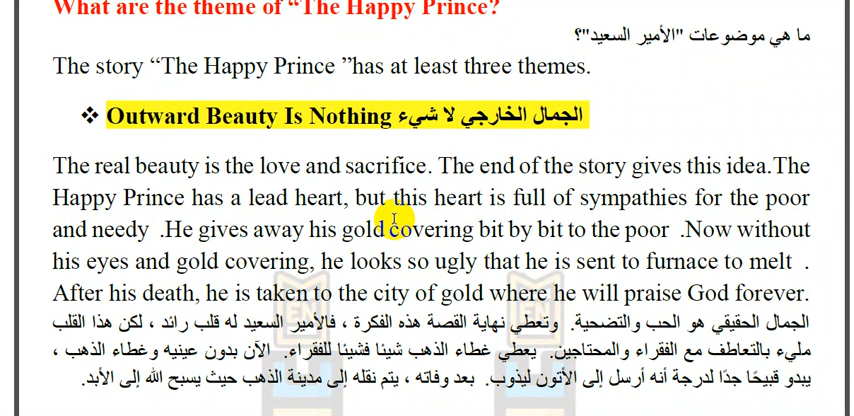 What are the theme of “The Happy Prince?
ما هي موضوعات "الأمير السعيد"؟
The story “The Happy Prince ”has at least three themes.
❖ Outward Beauty Is Nothing الجمال الخارجي لا شيء
The real beauty is the love and sacrifice. The end of the story gives this idea.The
Happy Prince has a lead heart, but this heart is full of sympathies for the poor
and needy .He gives away his gold covering bit by bit to the poor .Now without
his eyes and gold covering, he looks so ugly that he is sent to furnace to melt .
After his death, he is taken to the city of gold where he will praise God forever.
الجمال الحقيقي هو الحب والتضحية. وتعطي نهاية القصة هذه الفكرة ، فالأمير السعيد له قلب رائد ، لكن هذا القلب
مليء بالتعاطف مع الفقراء والمحتاجين. يعطي غطاء الذهب شيئا فشيئا للفقراء. الآن بدون عينيه وغطاء الذهب ،
يبدو قبيحًا جدًا لدرجة أنه أرسل إلى الأتون ليذوب. بعد وفاته ، يتم نقله إلى مدينة الذهب حيث يسبح الله إلى الأبد.
EN
EN